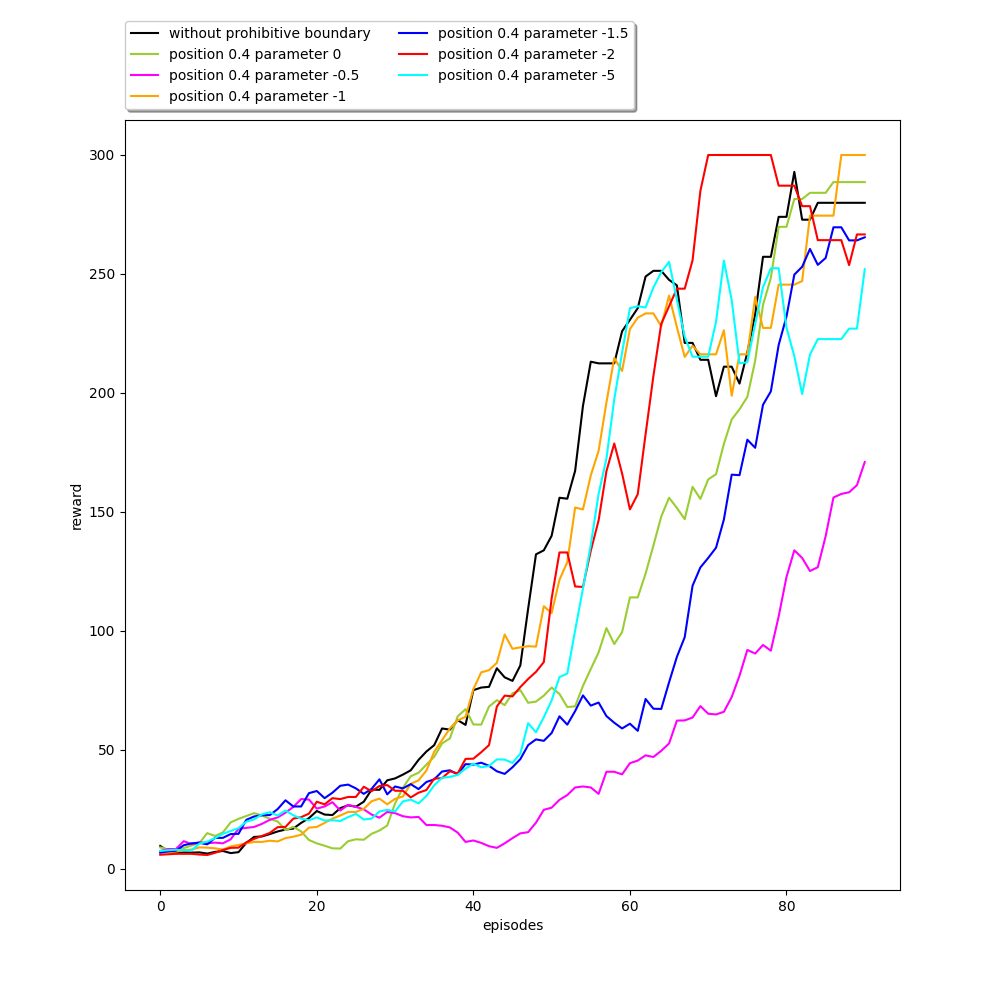 without prohibitive boundary
position 0.4 parameter 0
position 0.4 parameter -0.5
position 0.4 parameter -1
position 0.4 parameter -1.5
position 0.4 parameter -2
position 0.4 parameter -5
300
250
200
150
100
50
0
reward
0 20 40 60 80
episodes